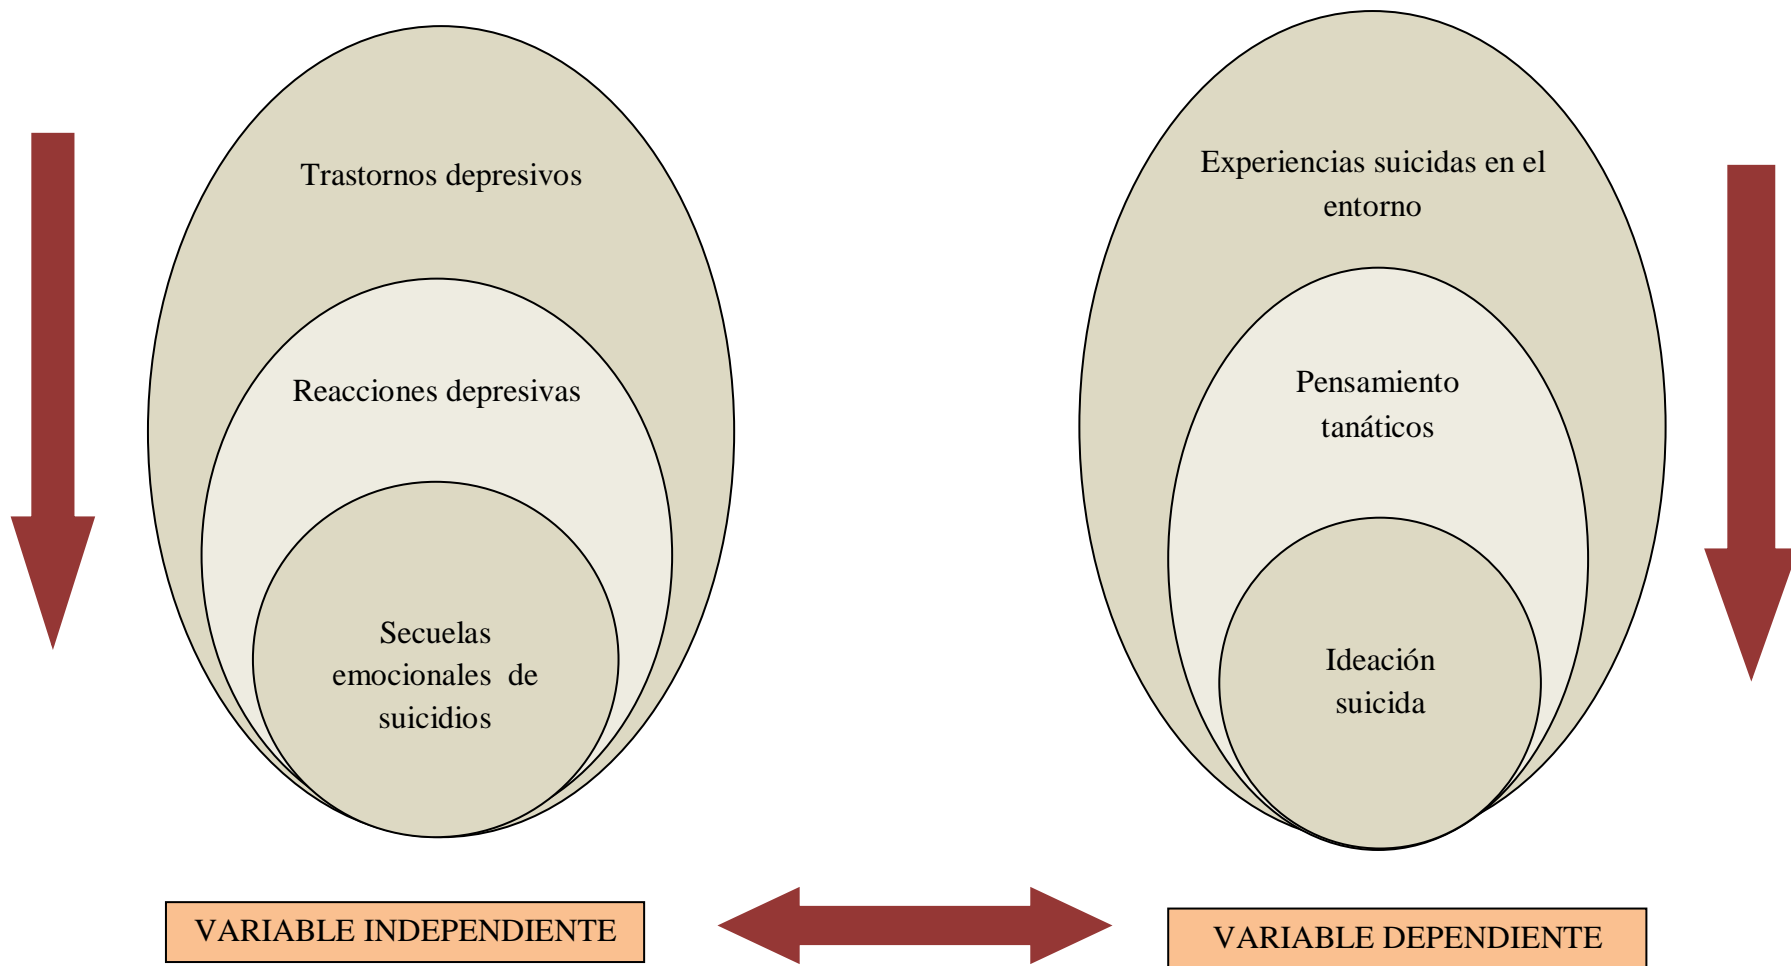 Trastornos depresivos
Reacciones depresivas
Secuelas
emocionales de
suicidios
VARIABLE INDEPENDIENTE
Experiencias suicidas en el
entorno
Pensamiento
tanáticos
Ideación
suicida
VARIABLE DEPENDIENTE